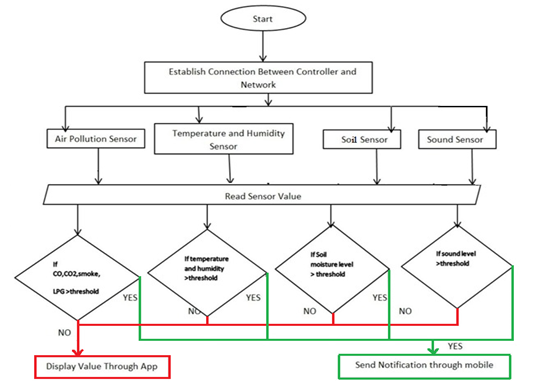 Start
Establish Connection Between Controller and
Network
Air Pollution Sensor
Temperature and Humidity
Sensor
Soil Sensor
Sound Sensor
Read Sensor Value
If
CO,CO2,smoke,
LPG >threshold
If temperature
and humidity
>threshold
If Soil
moisture level
> threshold
If sound level
>threshold
YES
YES
YES
NO
NO
NO
NO
YES
Display Value Through App
Send Notification through mobile